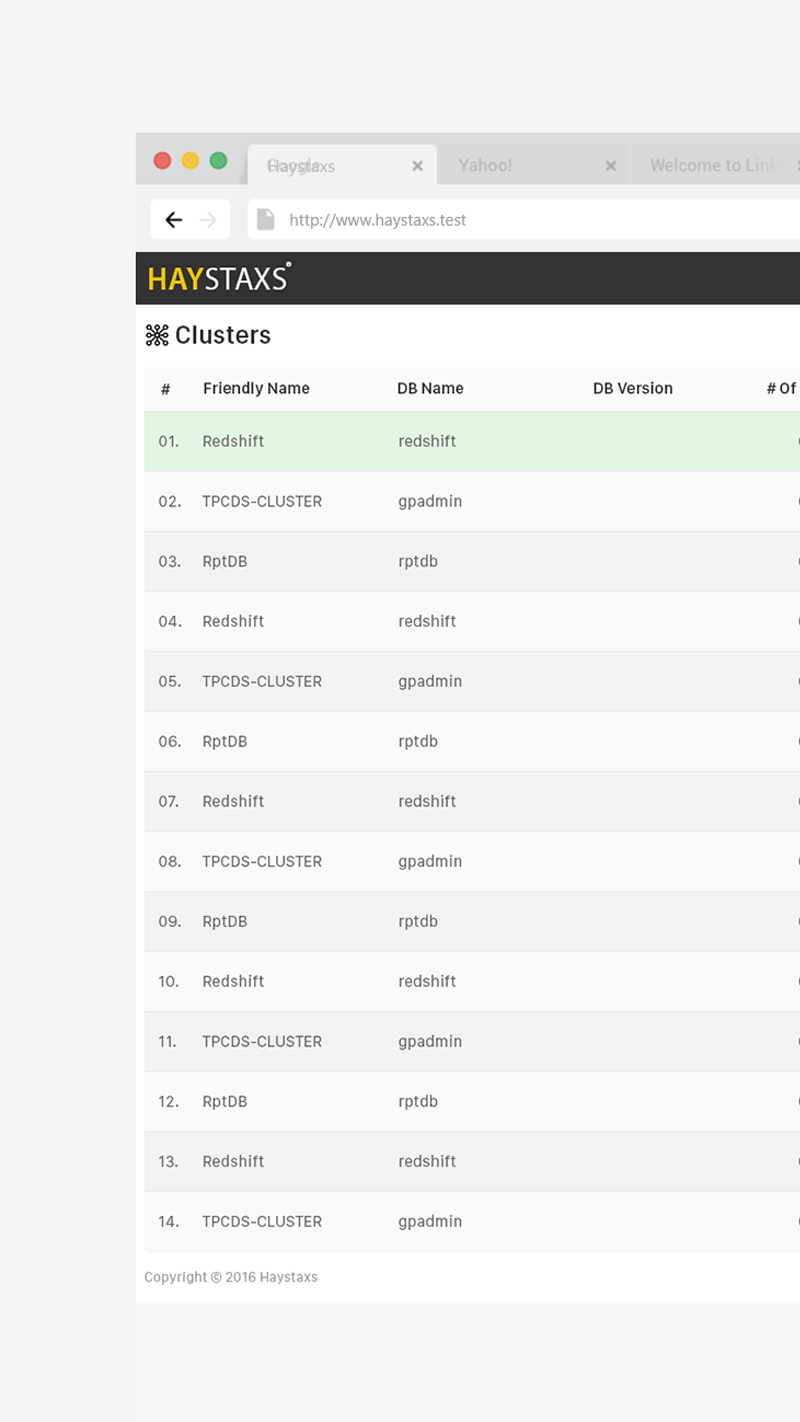 Haystaxs Yahoo! Welcome to Link
http://www.haystaxs.test
HAYSTAXS
Clusters
# Friendly Name DB Name DB Version # Of
01. Redshift redshift
02. TPCDS-CLUSTER gpadmin
03. RptDB rptdb
04. Redshift redshift
05. TPCDS-CLUSTER gpadmin
06. RptDB rptdb
07. Redshift redshift
08. TPCDS-CLUSTER gpadmin
09. RptDB rptdb
10. Redshift redshift
11. TPCDS-CLUSTER gpadmin
12. RptDB rptdb
13. Redshift redshift
14. TPCDS-CLUSTER gpadmin
Copyright © 2016 Haystaxs